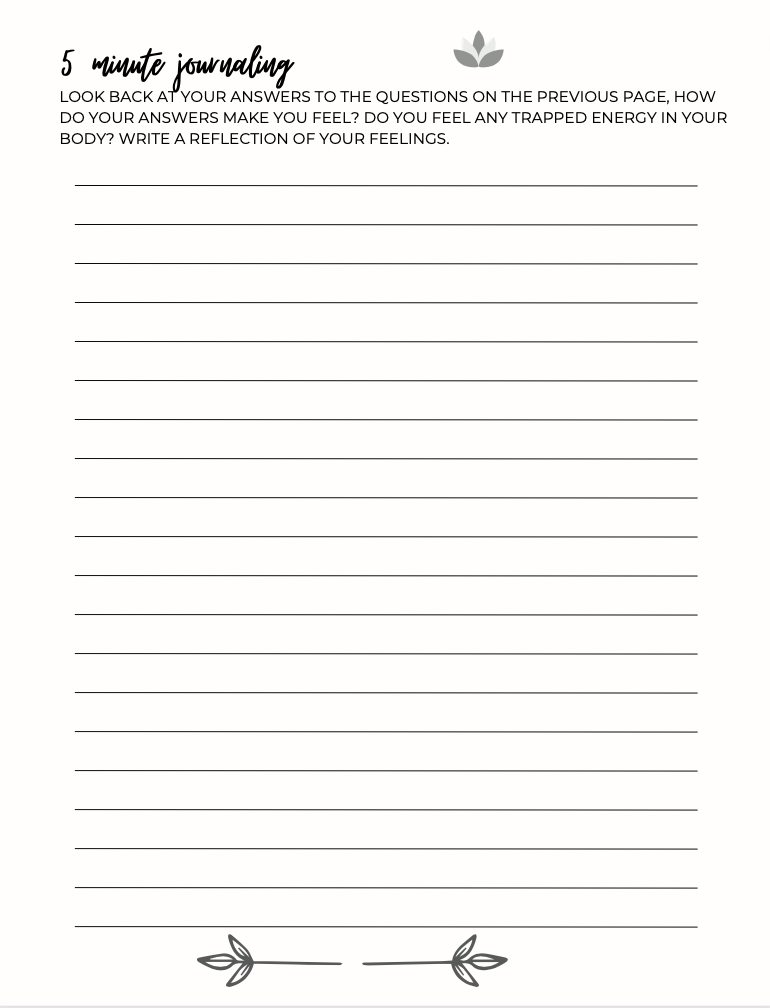 5 minute journaling
LOOK BACK AT YOUR ANSWERS TO THE QUESTIONS ON THE PREVIOUS PAGE, HOW
DO YOUR ANSWERS MAKE YOU FEEL? DO YOU FEEL ANY TRAPPED ENERGY IN YOUR
BODY? WRITE A REFLECTION OF YOUR FEELINGS.